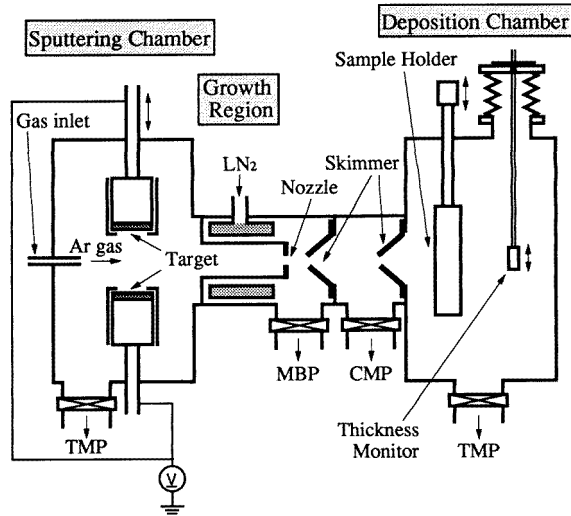 Deposition Chamber
Sputtering Chamber
Sample Holder
Growth
Region
Gas inlet
LN₂
Nozzle
Skimmer
Ar gas
Target
MBP
CMP
TMP
Thickness
Monitor
TMP
V